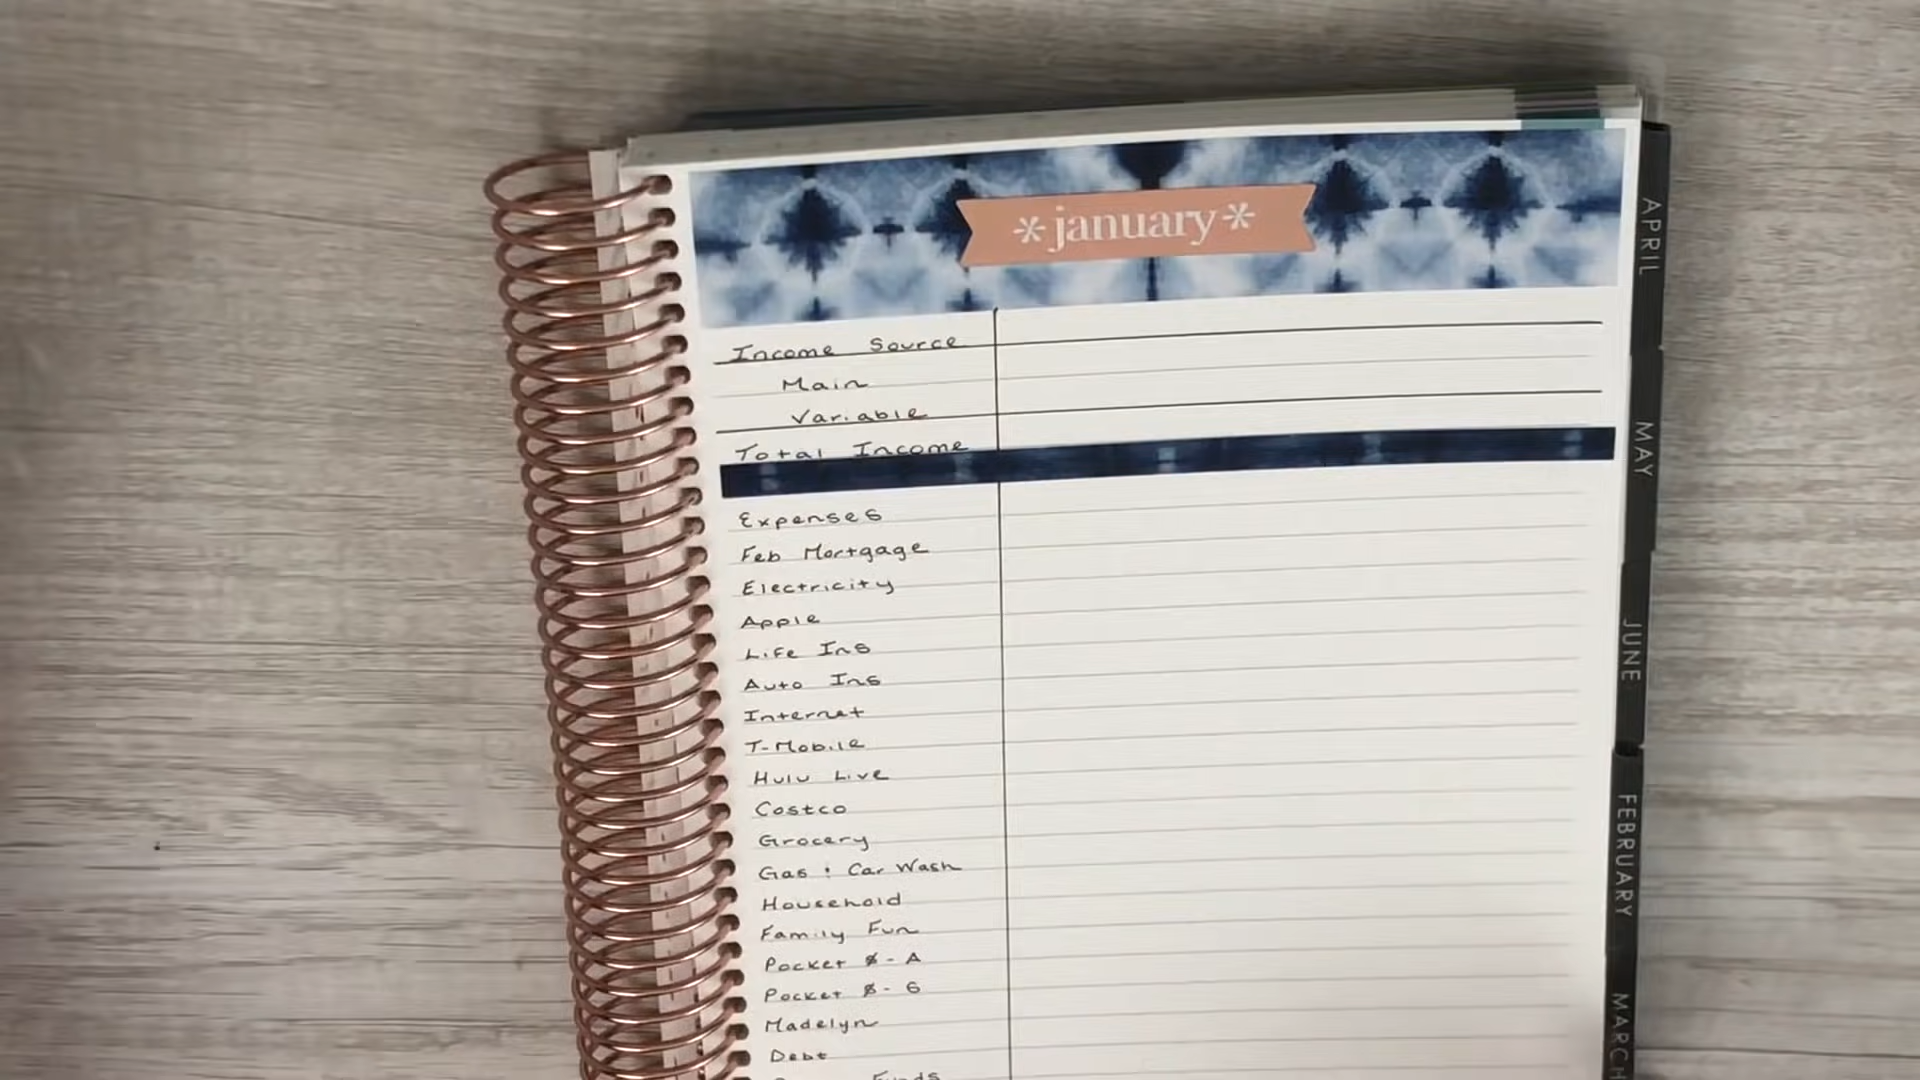 *january*
Income Source
Main
Variable
Total Income
Expenses
Feb Mortgage
Electricity
Apple
Life Ins
Auto Ins
Internet
T-Mobile
Hulu Live
Costco
Grocery
Gas & Car Wash
Household
Family Fun
Pocket $ - A
Pocket $ - G
Madelyn
Debt
Funds
APRIL
MAY
JUNE
FEBRUARY
MARCH